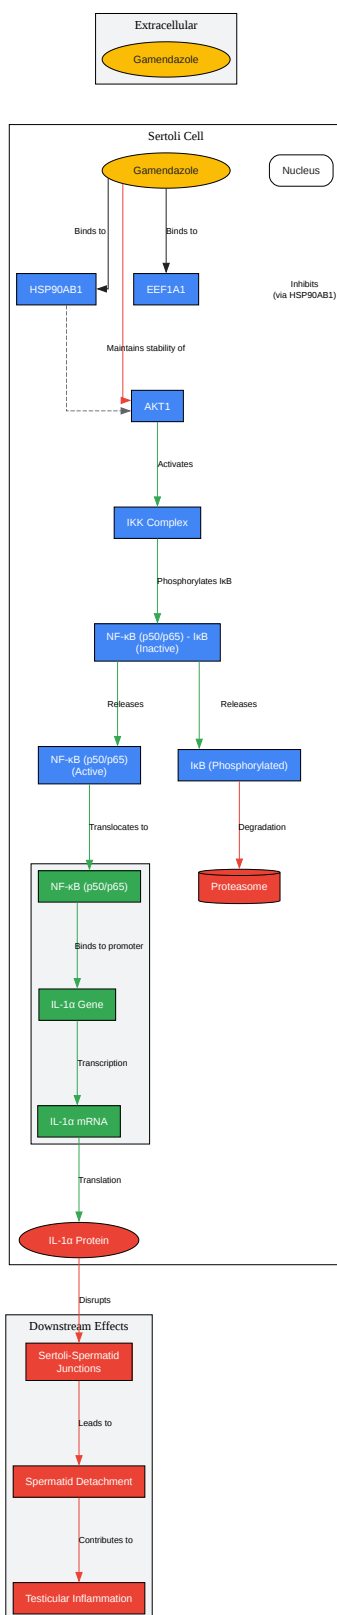 Extracellular
Gamendazole
Sertoli Cell
Gamendazole
Nucleus
Binds to
Binds to
HSP90AB1
EEF1A1
Inhibits
(via HSP90AB1)
Maintains stability of
AKT1
Activates
IKK Complex
Phosphorylates IκB
NF-κB (p50/p65) - IκB
(Inactive)
Releases
Releases
NF-κB (p50/p65)
(Active)
IκB (Phosphorylated)
Translocates to
Degradation
NF-κB (p50/p65)
Proteasome
Binds to promoter
IL-1α Gene
Transcription
IL-1α mRNA
Translation
IL-1α Protein
Disrupts
Downstream Effects
Sertoli-Spermatid
Junctions
Leads to
Spermatid Detachment
Contributes to
Testicular Inflammation